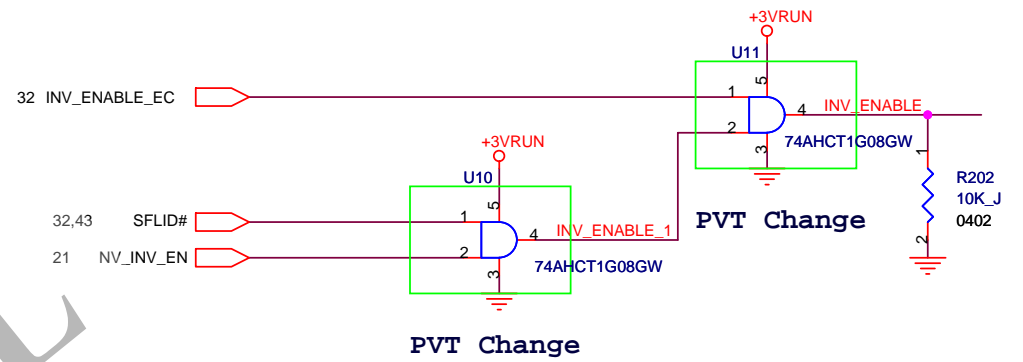 +3VRUN
U11
5
32 INV_ENABLE_EC
1
INV_ENABLE
4
2
74AHCT1G08GW
3
1
R202
10K_J
0402
2
PVT Change
+3VRUN
U10
5
32,43 SFLID#
1
INV_ENABLE_1
4
21 NV_INV_EN
2
74AHCT1G08GW
3
PVT Change